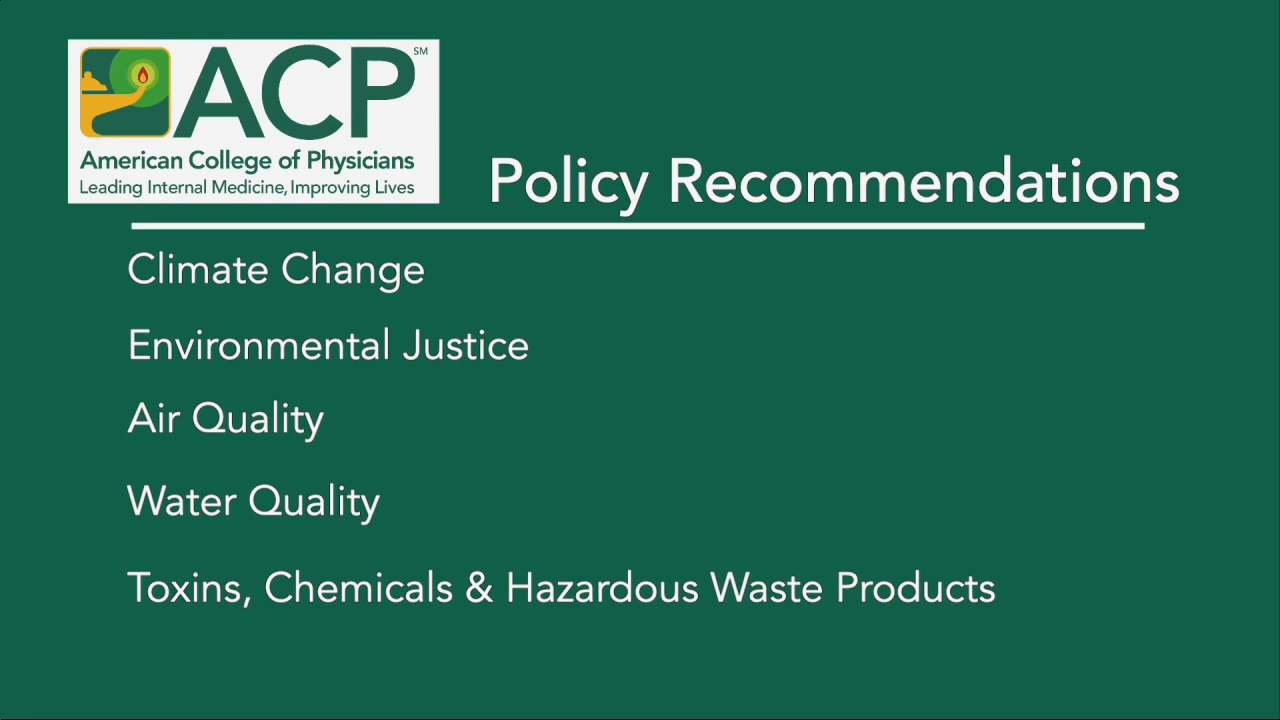 ACP SM
American College of Physicians
Leading Internal Medicine, Improving Lives
Policy Recommendations
Climate Change
Environmental Justice
Air Quality
Water Quality
Toxins, Chemicals & Hazardous Waste Products